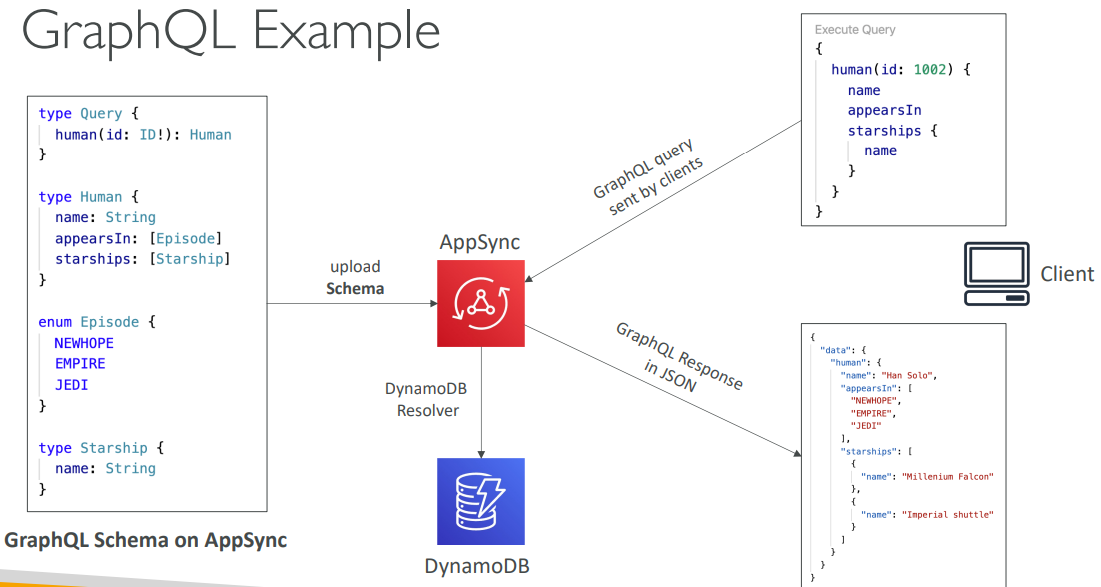 GraphQL Example
type Query {
human(id: ID!): Human
}
type Human {
name: String
appearsIn: [Episode]
starships: [Starship]
}
enum Episode {
NEWHOPE
EMPIRE
JEDI
}
type Starship {
name: String
}
GraphQL Schema on AppSync
upload
Schema
AppSync
DynamoDB
Resolver
DynamoDB
GraphQL query
sent by clients
GraphQL Response
in JSON
Execute Query
{
human(id: 1002) {
name
appearsIn
starships {
name
}
}
}
Client
{
"data": {
"human": {
"name": "Han Solo",
"appearsIn": [
"NEWHOPE",
"EMPIRE",
"JEDI"
],
"starships": [
{
"name": "Millenium Falcon"
},
{
"name": "Imperial shuttle"
}
]
}
}
}